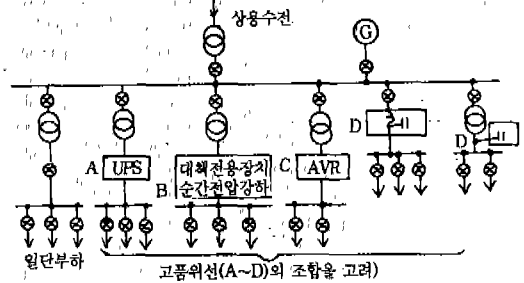 상용수전
G
D
D
A UPS
B 대책전용장치
순간전압강하
C AVR
일단부하
고품위선(A~D)의 조합을 고려)